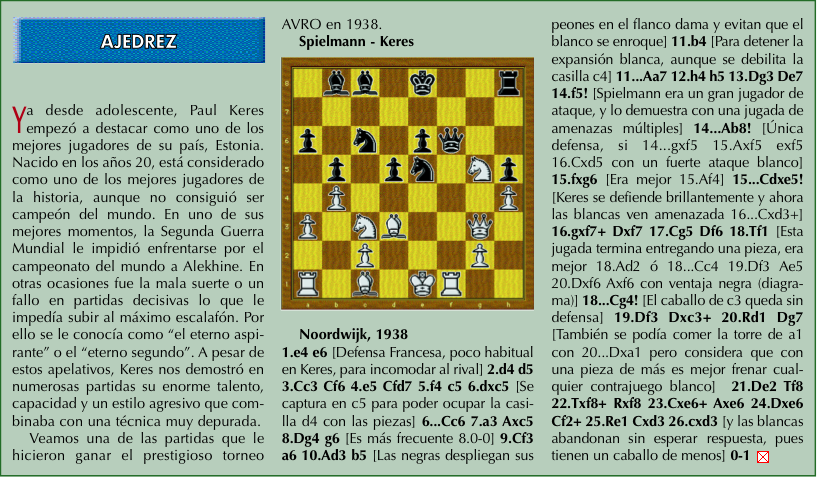 AJEDREZ
Ya desde adolescente, Paul Keres
empezó a destacar como uno de los
mejores jugadores de su país, Estonia.
Nacido en los años 20, está considerado
como uno de los mejores jugadores de
la historia, aunque no consiguió ser
campeón del mundo. En uno de sus
mejores momentos, la Segunda Guerra
Mundial le impidió enfrentarse por el
campeonato del mundo a Alekhine. En
otras ocasiones fue la mala suerte o un
fallo en partidas decisivas lo que le
impedía subir al máximo escalafón. Por
ello se le conocía como “el eterno aspi-
rante” o el “eterno segundo”. A pesar de
estos apelativos, Keres nos demostró en
numerosas partidas su enorme talento,
capacidad y un estilo agresivo que com-
binaba con una técnica muy depurada.
Veamos una de las partidas que le
hicieron ganar el prestigioso torneo
AVRO en 1938.
Spielmann - Keres
8
7
6
5
4
3
2
1
a b c d e f g h
Noordwijk, 1938
1.e4 e6 [Defensa Francesa, poco habitual
en Keres, para incomodar al rival] 2.d4 d5
3.Cc3 Cf6 4.e5 Cfd7 5.f4 c5 6.dxc5 [Se
captura en c5 para poder ocupar la casi-
lla d4 con las piezas] 6...Cc6 7.a3 Axc5
8.Dg4 g6 [Es más frecuente 8.0-0] 9.Cf3
a6 10.Ad3 b5 [Las negras despliegan sus
peones en el flanco dama y evitan que el
blanco se enroque] 11.b4 [Para detener la
expansión blanca, aunque se debilita la
casilla c4] 11...Aa7 12.h4 h5 13.Dg3 De7
14.f5! [Spielmann era un gran jugador de
ataque, y lo demuestra con una jugada de
amenazas múltiples] 14...Ab8! [Única
defensa, si 14...gxf5 15.Axf5 exf5
16.Cxd5 con un fuerte ataque blanco]
15.fxg6 [Era mejor 15.Af4] 15...Cdxe5!
[Keres se defiende brillantemente y ahora
las blancas ven amenazada 16...Cxd3+]
16.gxf7+ Dxf7 17.Cg5 Df6 18.Tf1 [Esta
jugada termina entregando una pieza, era
mejor 18.Ad2 ó 18...Cc4 19.Df3 Ae5
20.Dxf6 Axf6 con ventaja negra (diagra-
ma)] 18...Cg4! [El caballo de c3 queda sin
defensa] 19.Df3 Dxc3+ 20.Rd1 Dg7
[También se podía comer la torre de a1
con 20...Dxa1 pero considera que con
una pieza de más es mejor frenar cual-
quier contrajuego blanco] 21.De2 Tf8
22.Txf8+ Rxf8 23.Cxe6+ Axe6 24.Dxe6
Cf2+ 25.Re1 Cxd3 26.cxd3 [y las blancas
abandonan sin esperar respuesta, pues
tienen un caballo de menos] 0-1